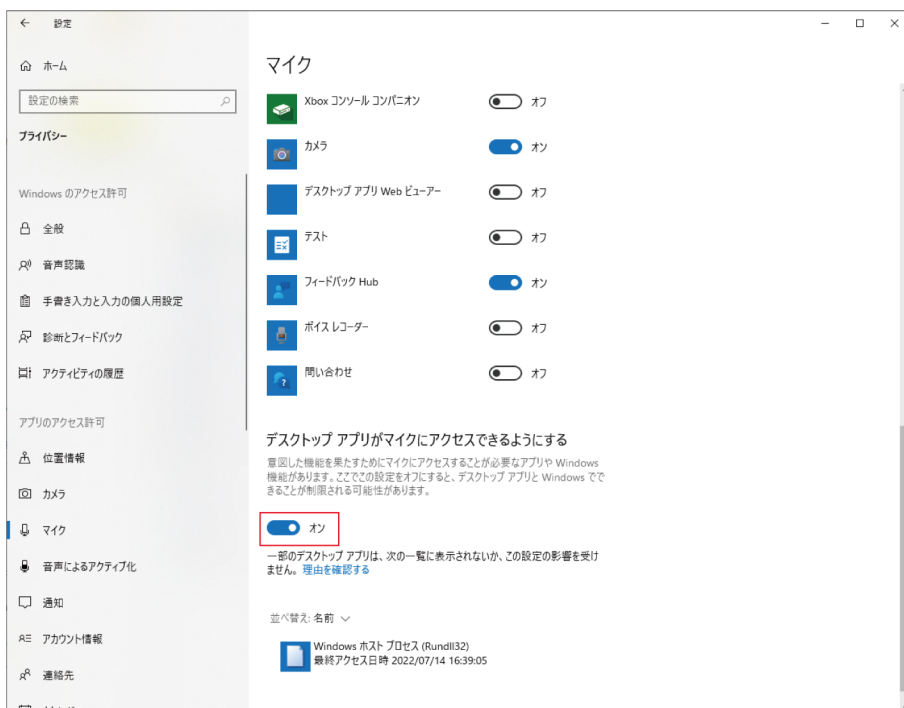 設定
ホーム
設定の検索
プライバシー
Windows のアクセス許可
全般
音声認識
手書き入力と入力の個人用設定
診断とフィードバック
アクティビティの履歴
アプリのアクセス許可
位置情報
カメラ
マイク
音声によるアクティブ化
通知
アカウント情報
連絡先
マイク
Xbox コンソール コンパニオン
オフ
カメラ
オン
デスクトップ アプリ Web ビューアー
オフ
テスト
オフ
フィードバック Hub
オン
ボイス レコーダー
オフ
問い合わせ
オフ
デスクトップ アプリがマイクにアクセスできるようにする
意図した機能を果たすためにマイクにアクセスすることが必要なアプリや Windows
機能があります。ここでこの設定をオフにすると、デスクトップ アプリと Windows でで
きることが制限される可能性があります。
オン
一部のデスクトップ アプリは、次の一覧に表示されないか、この設定の影響を受け
ません。 理由を確認する
並べ替え: 名前
Windows ホスト プロセス (Rundll32)
最終アクセス日時 2022/07/14 16:39:05